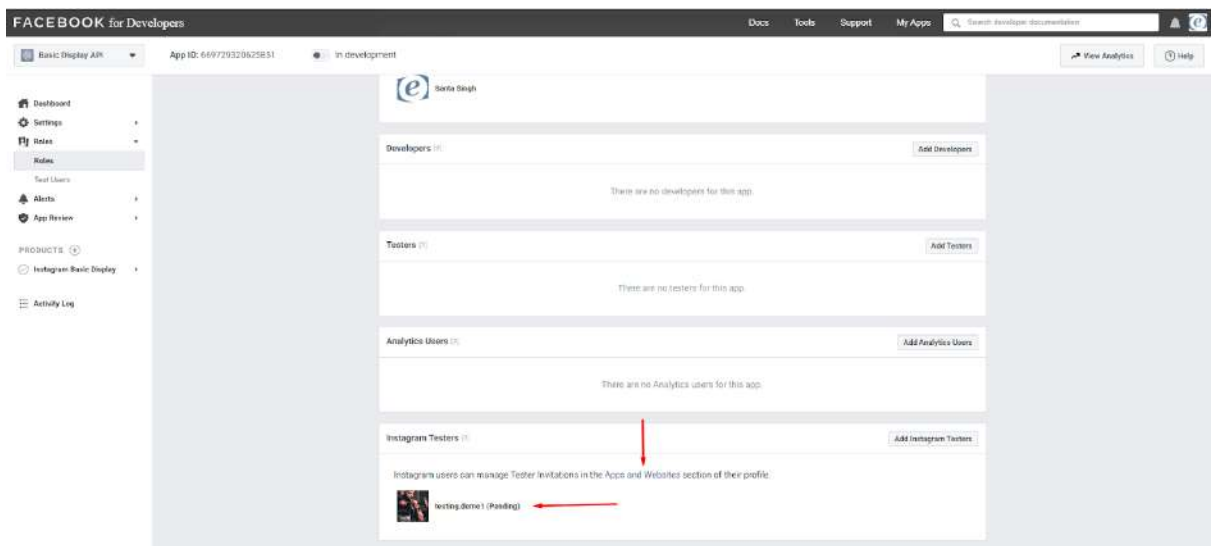 FACEBOOK for Developers
Docs Tools Support My Apps Search developer documentation
Basic Display API App ID: In development View Analytics Help
Dashboard
Settings
Roles
Roles
Test Users
Alerts
App Review
PRODUCTS
Instagram Basic Display
Activity Log
Santa Singh
Developers
Add Developers
There are no developers for this app.
Testers
Add Testers
There are no testers for this app.
Analytics Users
Add Analytics Users
There are no Analytics users for this app.
Instagram Testers
Add Instagram Testers
Instagram users can manage Tester Invitations in the Apps and Websites section of their profile.
(Pending)